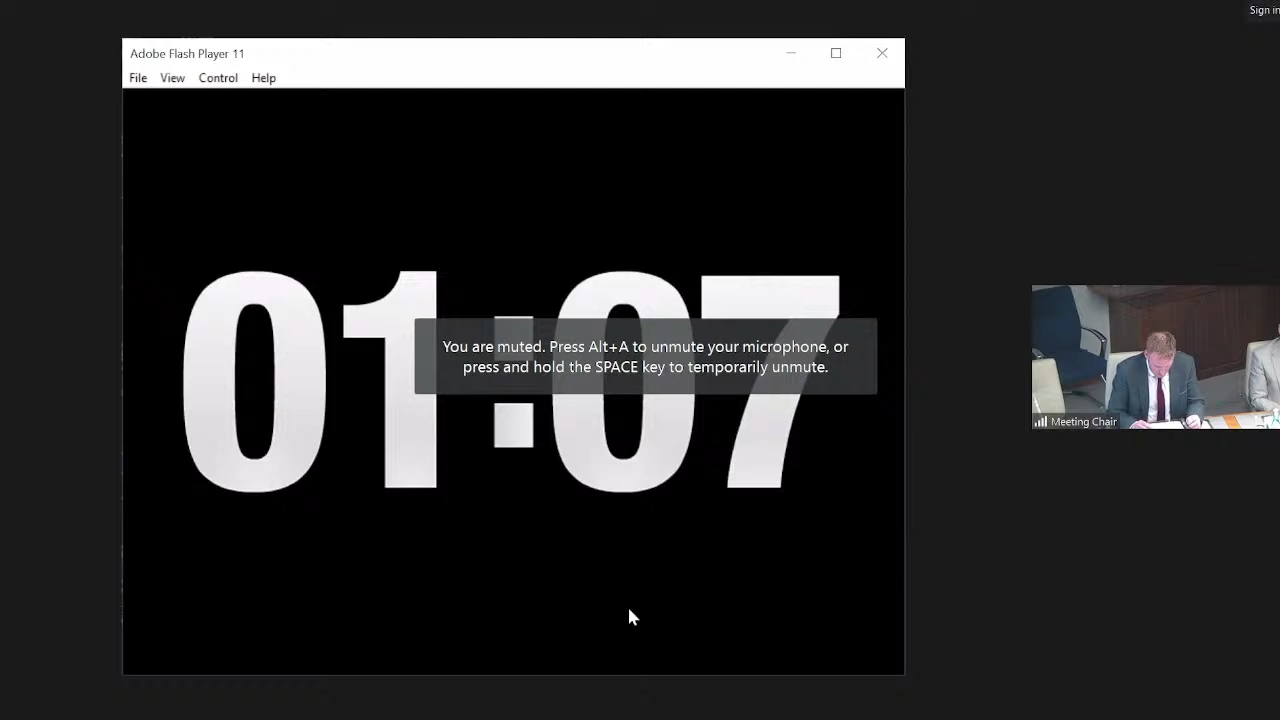 Sign in
Adobe Flash Player 11
File View Control Help
01:07
You are muted. Press Alt+A to unmute your microphone, or
press and hold the SPACE key to temporarily unmute.
Meeting Chair